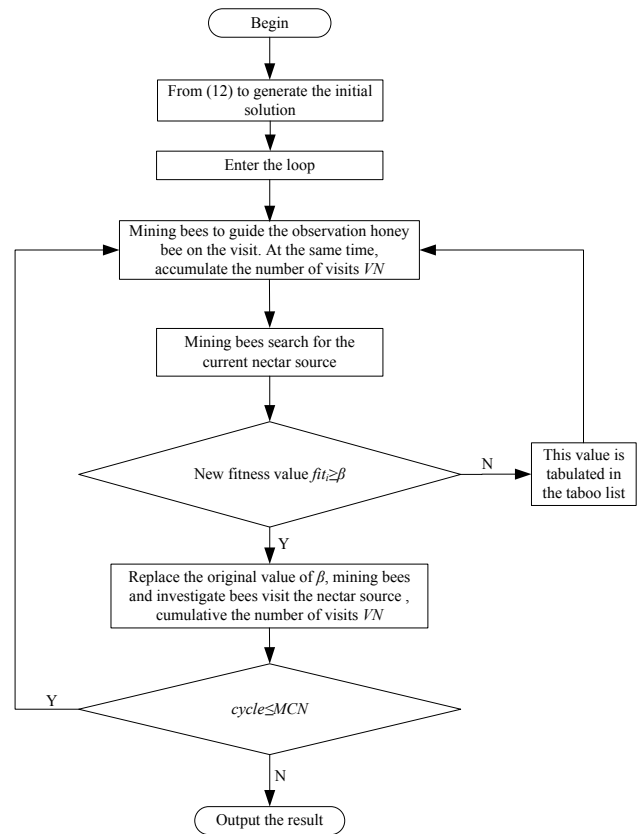 Begin
From (12) to generate the initial
solution
Enter the loop
Mining bees to guide the observation honey
bee on the visit. At the same time,
accumulate the number of visits VN
Mining bees search for the
current nectar source
New fitness value fitᵢ≥β
N
This value is
tabulated in
the taboo list
Y
Replace the original value of β, mining bees
and investigate bees visit the nectar source ,
cumulative the number of visits VN
Y
cycle≤MCN
N
Output the result